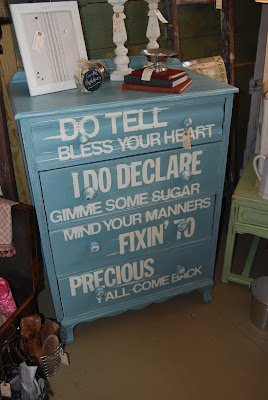 DO TELL
BLESS YOUR HEART
I DO DECLARE
GIMME SOME SUGAR
MIND YOUR MANNERS
FIXIN' TO
PRECIOUS
Y'ALL COME BACK